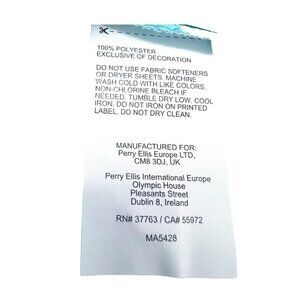 100% POLYESTER
EXCLUSIVE OF DECORATION
DO NOT USE FABRIC SOFTENERS
OR DRYER SHEETS. MACHINE
WASH COLD WITH LIKE COLORS.
NON-CHLORINE BLEACH IF
NEEDED. TUMBLE DRY LOW. COOL
IRON. DO NOT IRON ON PRINTED
LABEL. DO NOT DRY CLEAN.
MANUFACTURED FOR:
Perry Ellis Europe LTD,
CM8 3DJ, UK
Perry Ellis International Europe
Olympic House
Pleasants Street
Dublin 8, Ireland
RN# 37763 / CA# 55972
MA5428